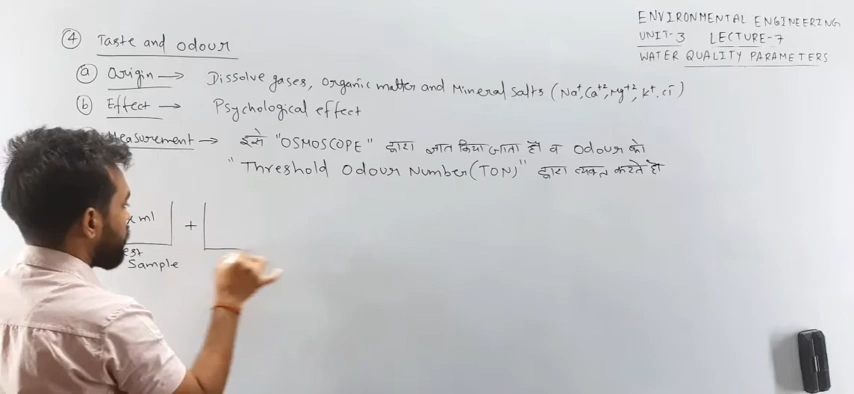 ENVIRONMENTAL ENGINEERING
UNIT-3 LECTURE-7
WATER QUALITY PARAMETERS
④ Taste and Odour
ⓐ Origin → Dissolve gases, Organic matter and Mineral Salts (Na⁺, Ca⁺², Mg⁺², K⁺, Cl⁻)
ⓑ Effect → Psychological effect
Measurement → इसे "OSMOSCOPE" द्वारा ज्ञात किया जाता है। व Odour को
"Threshold Odour Number (TON)" द्वारा व्यक्त करते है।
ml +
Sample